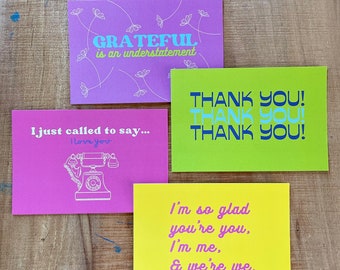 GRATEFUL
is an understatement
THANK YOU!
THANK YOU!
THANK YOU!
I just called to say...
I love you!
I'm so glad
you're you,
I'm me,
& we're we